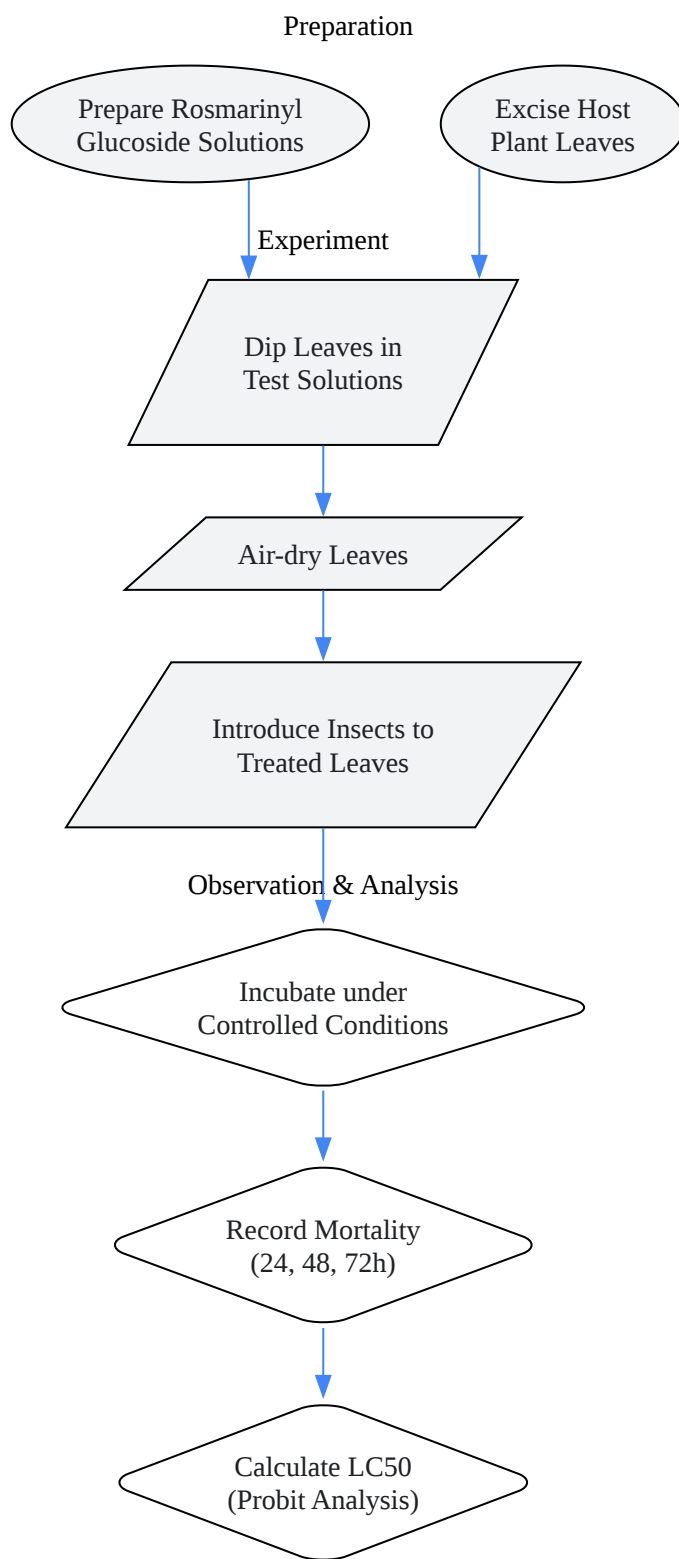 Preparation
Prepare Rosmarinyl
Glucoside Solutions
Excise Host
Plant Leaves
Experiment
Dip Leaves in
Test Solutions
Air-dry Leaves
Introduce Insects to
Treated Leaves
Observation & Analysis
Incubate under
Controlled Conditions
Record Mortality
(24, 48, 72h)
Calculate LC50
(Probit Analysis)